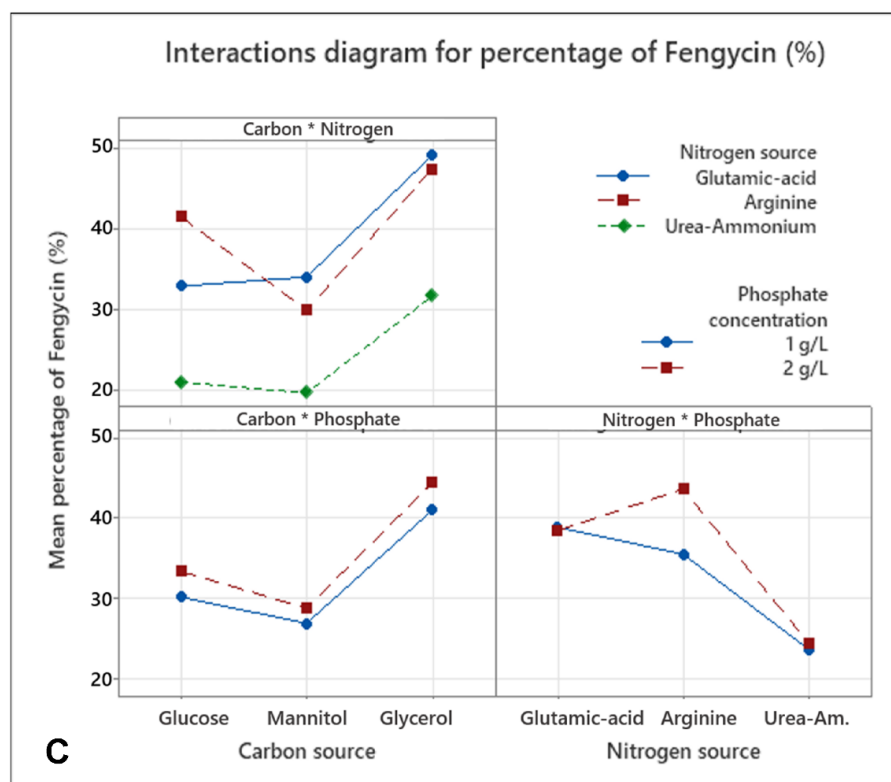 Interactions diagram for percentage of Fengycin (%)
Carbon * Nitrogen
50
40
30
20
Nitrogen source
Glutamic-acid
Arginine
Urea-Ammonium
Phosphate
concentration
1 g/L
2 g/L
Mean percentage of Fengycin (%)
Carbon * Phosphate
Nitrogen * Phosphate
50
40
30
20
Glucose Mannitol Glycerol
Glutamic-acid Arginine Urea-Am.
C
Carbon source
Nitrogen source